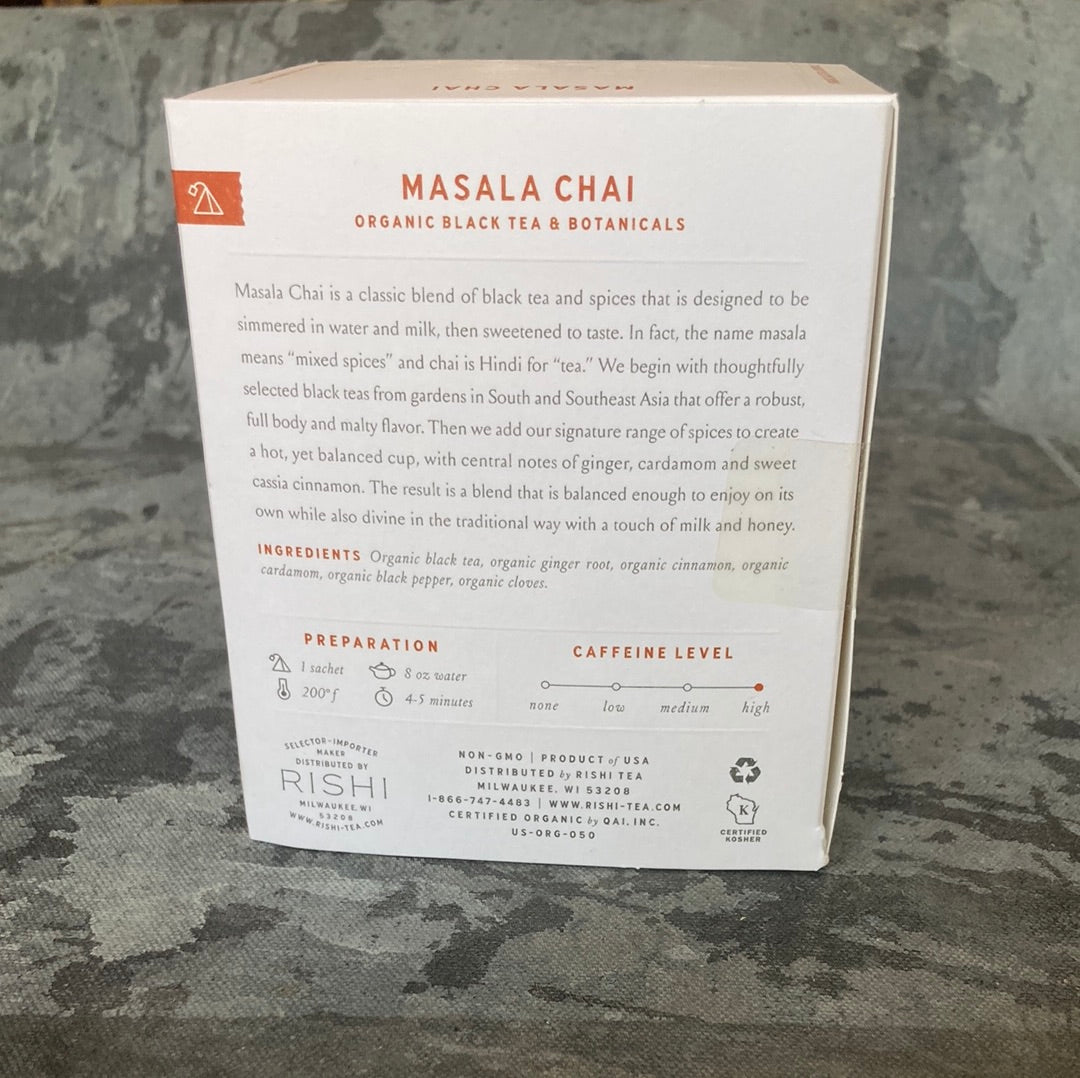 MASALA CHAI
MASALA CHAI
ORGANIC BLACK TEA & BOTANICALS
Masala Chai is a classic blend of black tea and spices that is designed to be
simmered in water and milk, then sweetened to taste. In fact, the name masala
means “mixed spices” and chai is Hindi for “tea.” We begin with thoughtfully
selected black teas from gardens in South and Southeast Asia that offer a robust,
full body and malty flavor. Then we add our signature range of spices to create
a hot, yet balanced cup, with central notes of ginger, cardamom and sweet
cassia cinnamon. The result is a blend that is balanced enough to enjoy on its
own while also divine in the traditional way with a touch of milk and honey.
INGREDIENTS Organic black tea, organic ginger root, organic cinnamon, organic
cardamom, organic black pepper, organic cloves.
PREPARATION
1 sachet
8 oz water
200°f
4-5 minutes
CAFFEINE LEVEL
none low medium high
SELECTOR-IMPORTER
MAKER
DISTRIBUTED BY
RISHI
MILWAUKEE, WI
53208
WWW.RISHI-TEA.COM
NON-GMO | PRODUCT of USA
DISTRIBUTED by RISHI TEA
MILWAUKEE, WI 53208
1-866-747-4483 | WWW.RISHI-TEA.COM
CERTIFIED ORGANIC by QAI, INC.
US-ORG-050
K
CERTIFIED
KOSHER